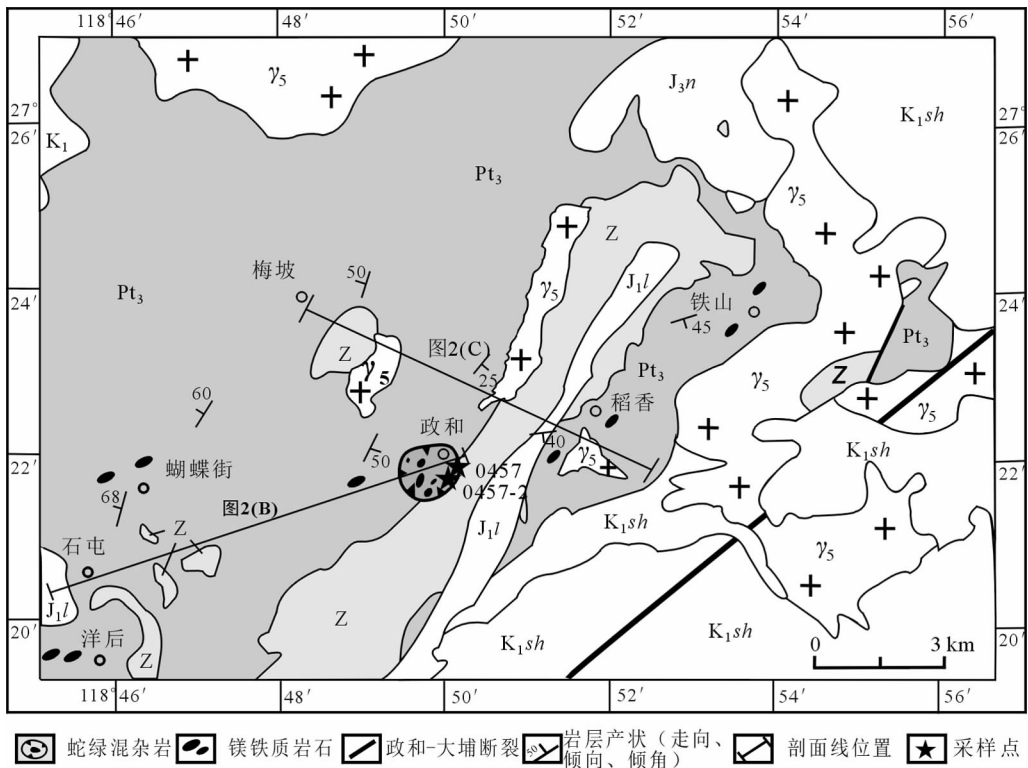 118°46′ 48′ 50′ 52′ 54′ 56′
27°
26′
24′
22′
20′
γ5
J3n
K1sh
K1
Pt3
γ5
Z
梅坡
50
J1l
26′
Pt3
γ5
铁山
45
24′
Z
γ5
图2(C)
25
Pt3
Z
Pt3
γ5
γ5
60
稻香
政和
40
γ5
50
K1sh
22′
蝴蝶街
0457
0457-2
68
图2(B)
Z
J1l
K1sh
γ5
石屯
J1l
Z
K1sh
K1sh
20′
洋后
Z
0 3 km
118°46′ 48′ 50′ 52′ 54′ 56′
蛇绿混杂岩 镁铁质岩石 政和-大埔断裂 50 岩层产状（走向、倾向、倾角） 剖面线位置 采样点